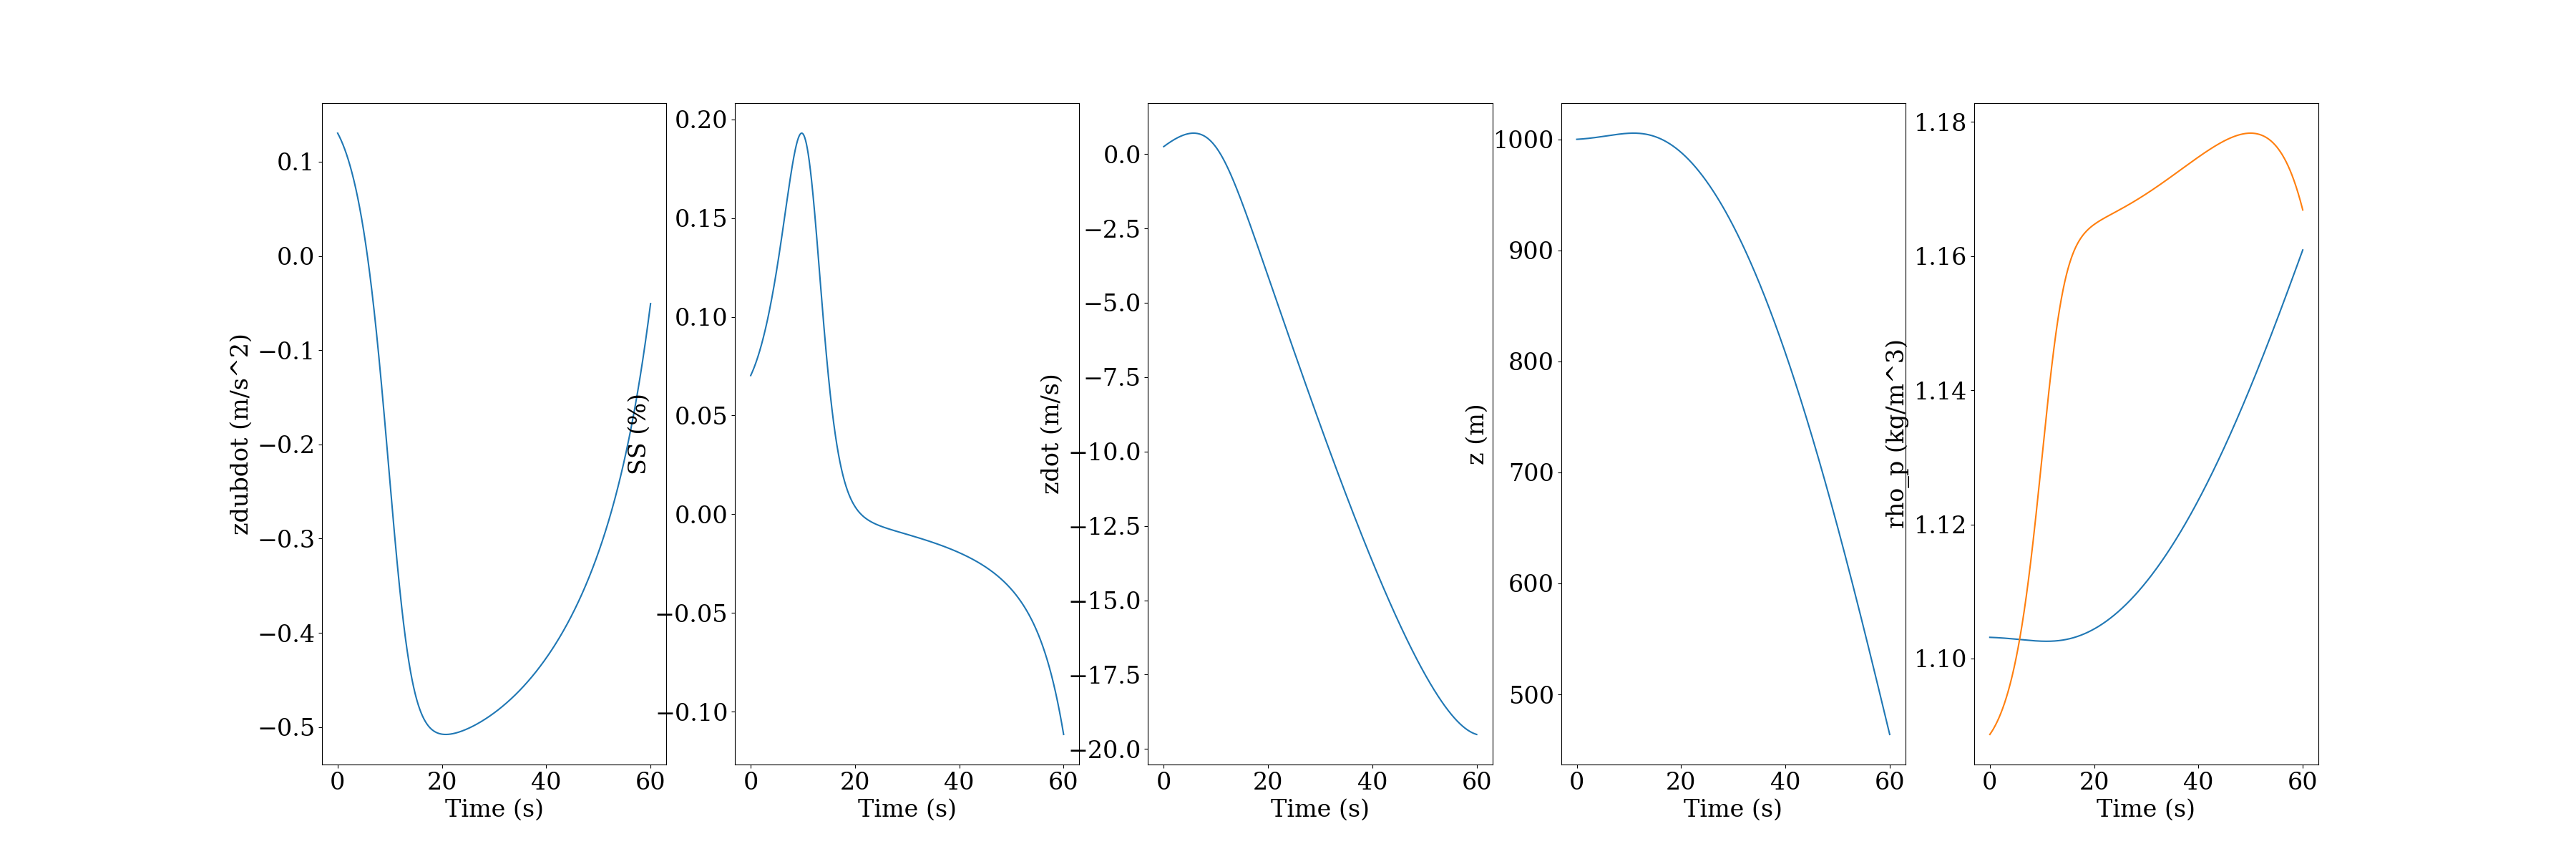 zdubdot (m/s^2)
0.1
0.0
−0.1
−0.2
−0.3
−0.4
−0.5
0 20 40 60
Time (s)
SS (%)
0.20
0.15
0.10
0.05
0.00
−0.05
−0.10
0 20 40 60
Time (s)
zdot (m/s)
0.0
−2.5
−5.0
−7.5
−10.0
−12.5
−15.0
−17.5
−20.0
0 20 40 60
Time (s)
z (m)
1000
900
800
700
600
500
0 20 40 60
Time (s)
rho_p (kg/m^3)
1.18
1.16
1.14
1.12
1.10
0 20 40 60
Time (s)